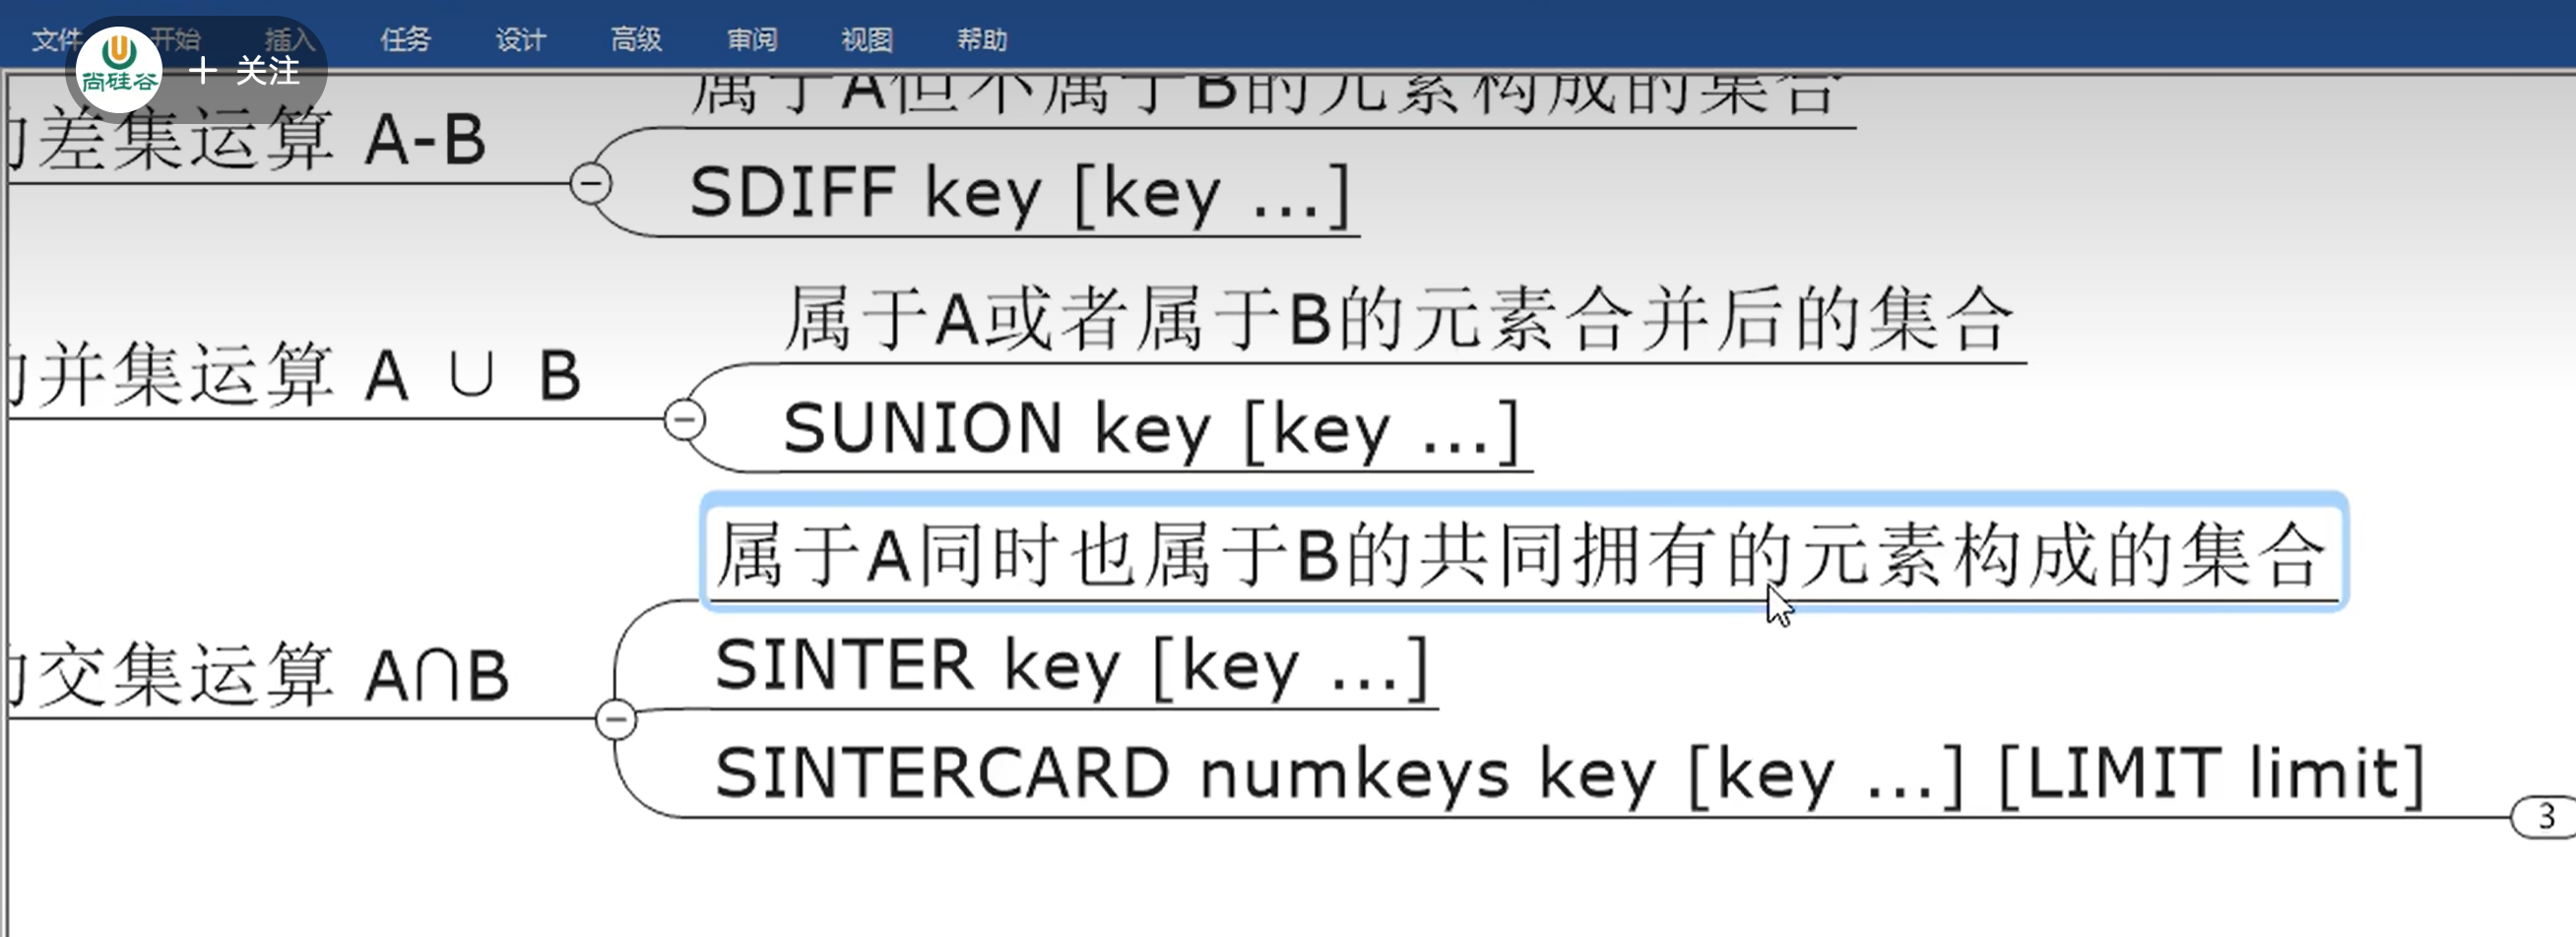 文件 开始 插入 任务 设计 高级 审阅 视图 帮助
尚硅谷 + 关注
属于A但不属于B的元素构成的集合
差集运算 A-B
SDIFF key [key ...]
属于A或者属于B的元素合并后的集合
并集运算 A ∪ B
SUNION key [key ...]
属于A同时也属于B的共同拥有的元素构成的集合
SINTER key [key ...]
交集运算 A∩B
SINTERCARD numkeys key [key ...] [LIMIT limit]
3